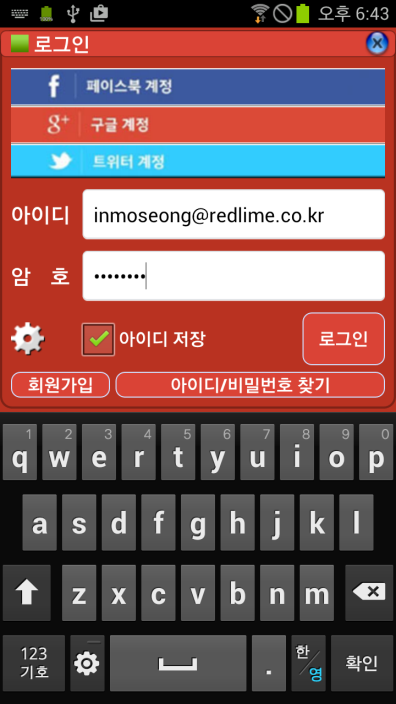 오후 6:43
로그인
f 페이스북 계정
g+ 구글 계정
트위터 계정
아이디 inmoseong@redlime.co.kr
암 호 ••••••••
아이디 저장 로그인
회원가입 아이디/비밀번호 찾기
1 2 3 4 5 6 7 8 9 0
q w e r t y u i o p
a s d f g h j k l
z x c v b n m
123 기호 . 한/영 확인